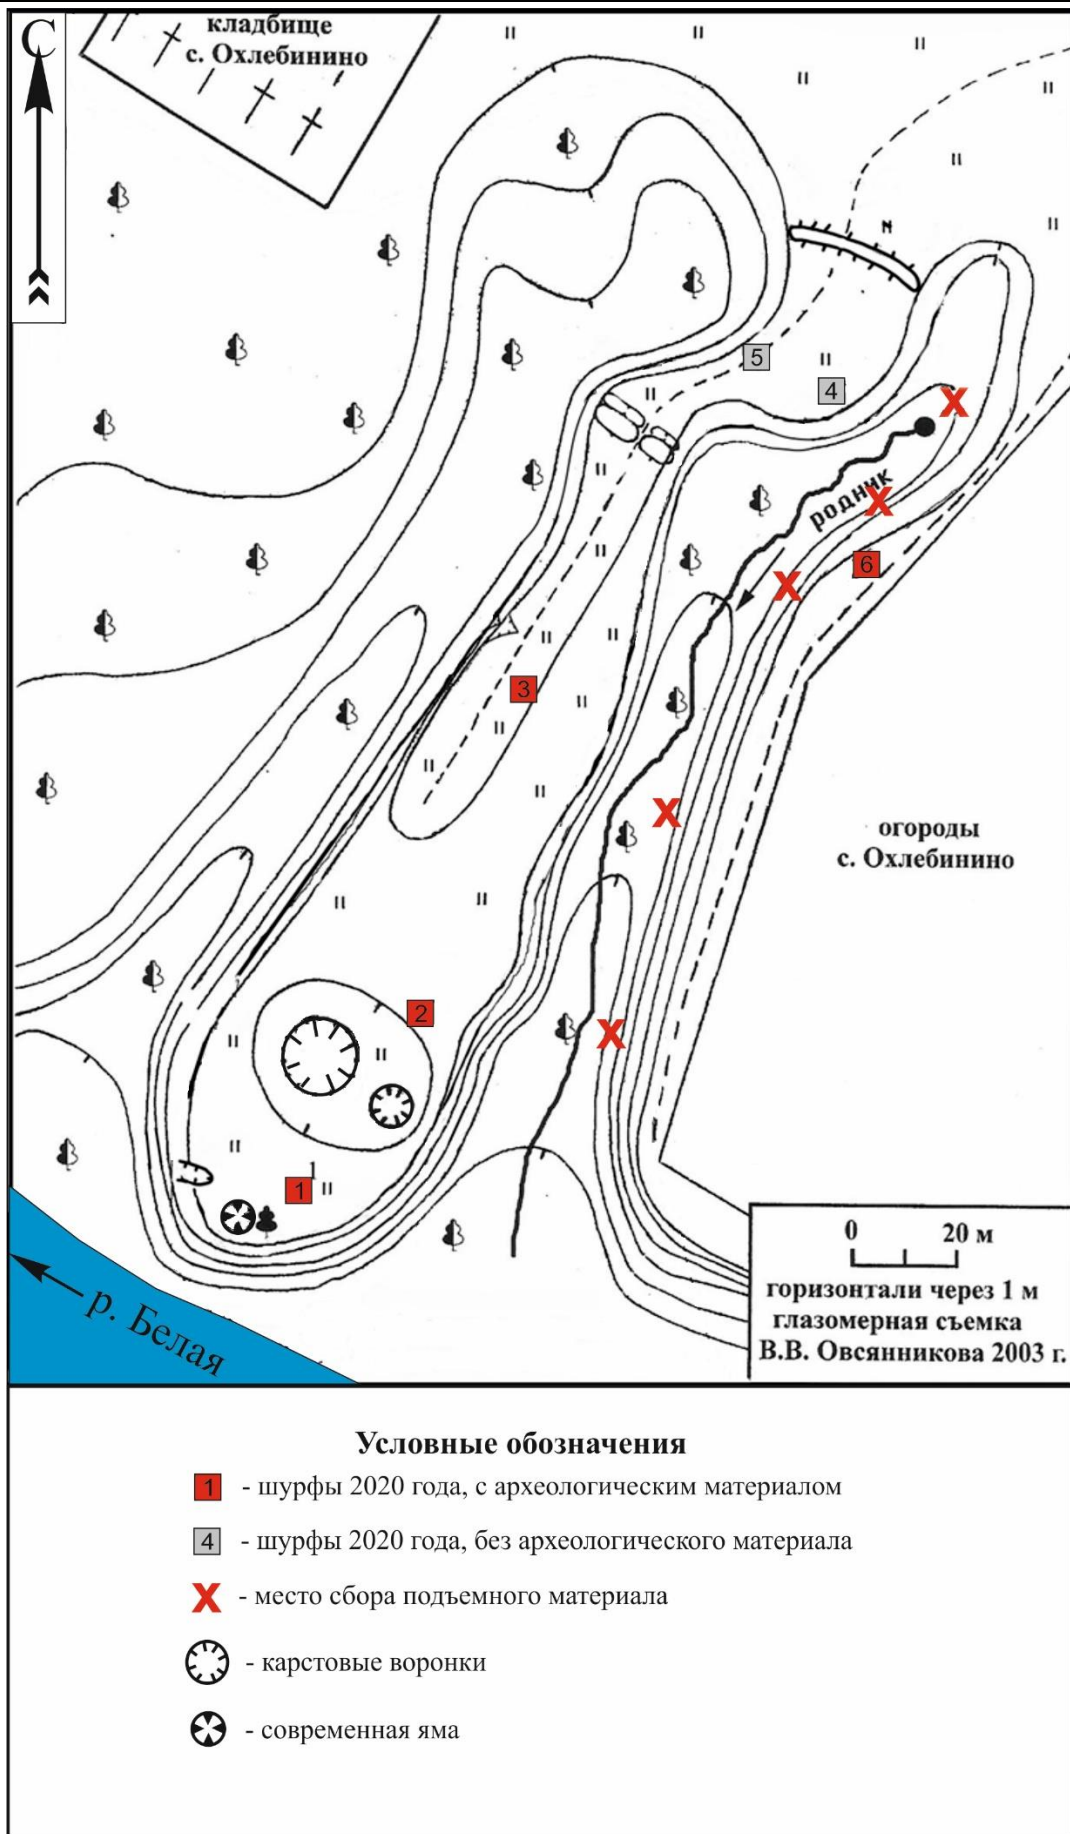 С
кладбище
с. Охлебинино
5
4
родник
6
3
огороды
с. Охлебинино
2
1
1
р. Белая
0 20 м
горизонтали через 1 м
глазомерная съемка
В.В. Овсянникова 2003 г.
Условные обозначения
1 - шурфы 2020 года, с археологическим материалом
4 - шурфы 2020 года, без археологического материала
X - место сбора подъемного материала
- карстовые воронки
- современная яма